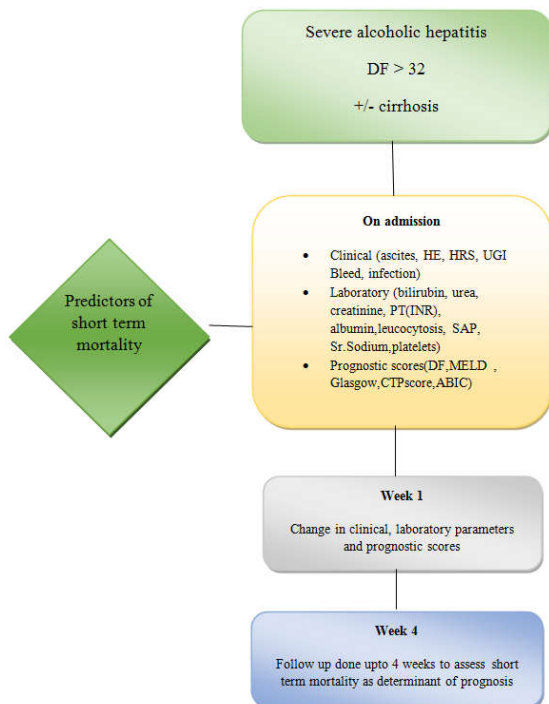 Severe alcoholic hepatitis
DF > 32
+/- cirrhosis
Predictors of
short term
mortality
On admission
• Clinical (ascites, HE, HRS, UGI
Bleed, infection)
• Laboratory (bilirubin, urea,
creatinine, PT(INR),
albumin,leucocytosis, SAP,
Sr.Sodium,platelets)
• Prognostic scores(DF,MELD ,
Glasgow,CTPscore,ABIC)
Week 1
Change in clinical, laboratory parameters
and prognostic scores
Week 4
Follow up done upto 4 weeks to assess short
term mortality as determinant of prognosis